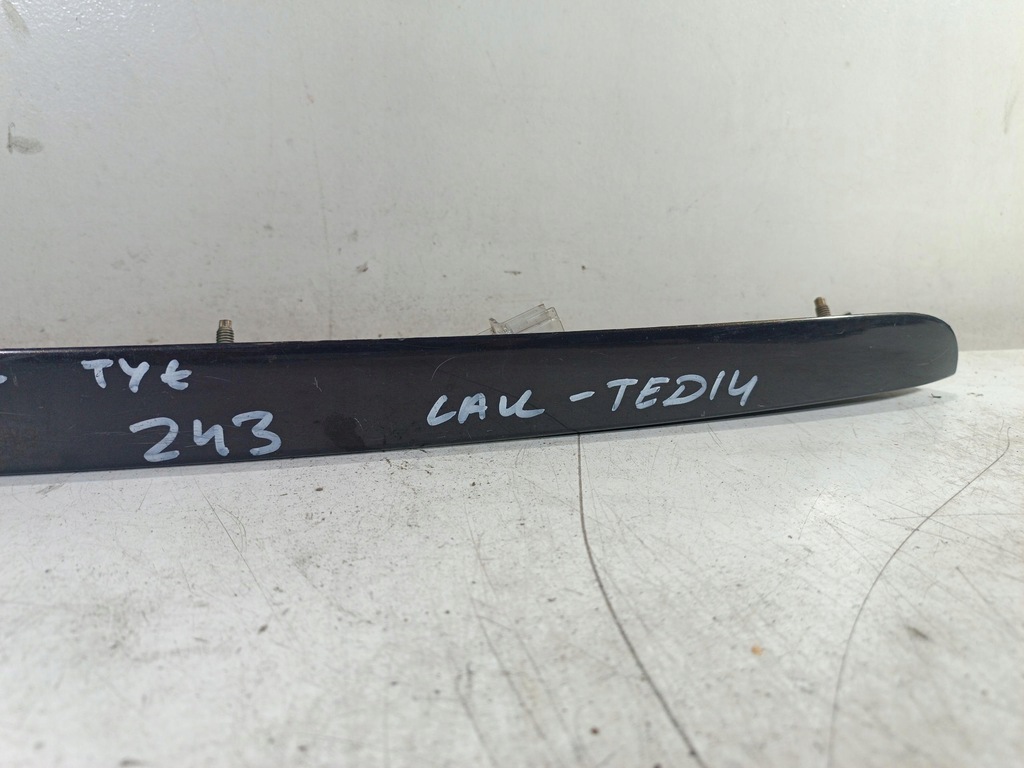 TYŁ
243
LAK - TED14